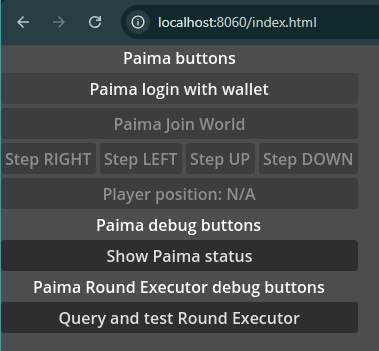 localhost:8060/index.html
Paima buttons
Paima login with wallet
Paima Join World
Step RIGHT Step LEFT Step UP Step DOWN
Player position: N/A
Paima debug buttons
Show Paima status
Paima Round Executor debug buttons
Query and test Round Executor